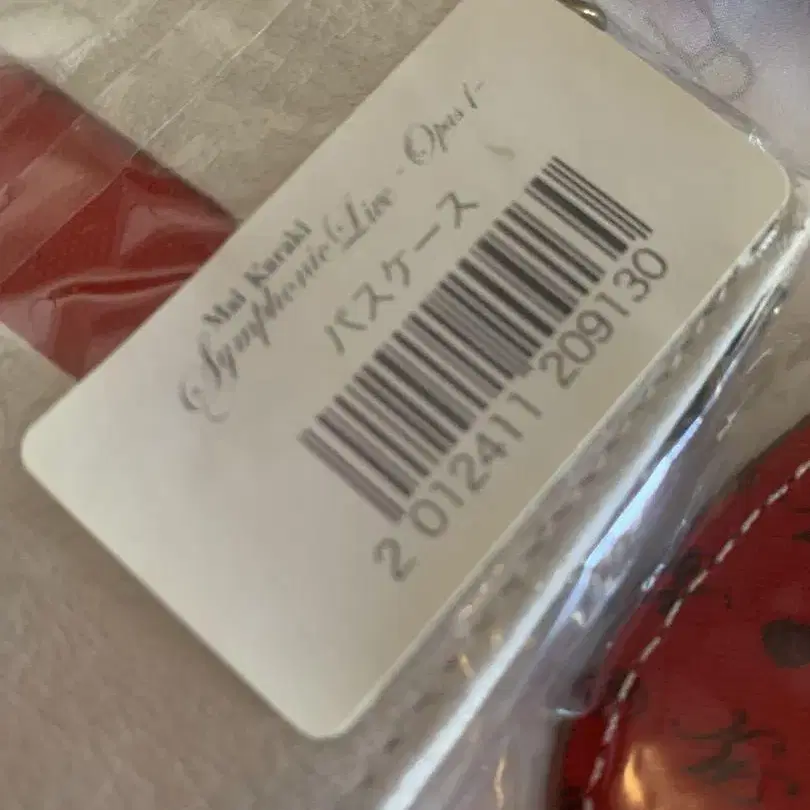 Mai Kuraki
Symphonic Live - Opus 1 -
パスケース
2 012411 209130